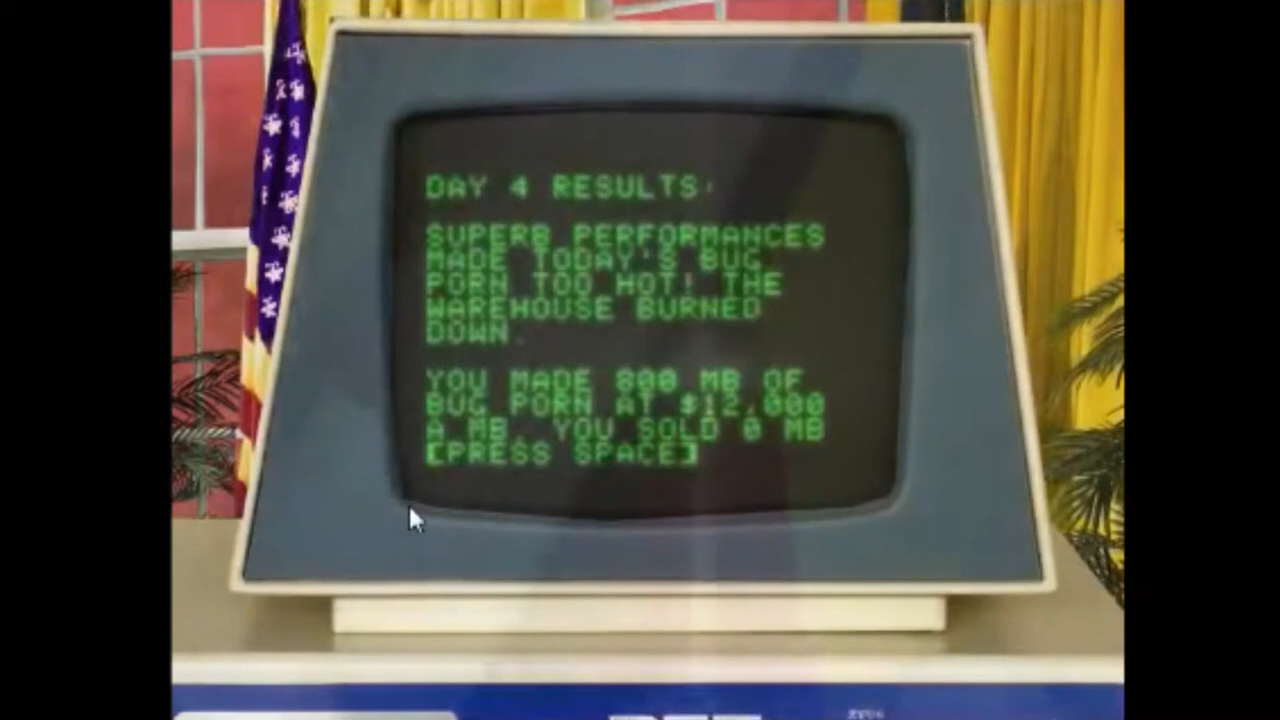 DAY 4 RESULTS:
SUPERB PERFORMANCES
MADE TODAY'S BUG
PORN TOO HOT! THE
WAREHOUSE BURNED
DOWN.
YOU MADE 800 MB OF
BUG PORN AT $12,000
A MB. YOU SOLD 0 MB
[PRESS SPACE]